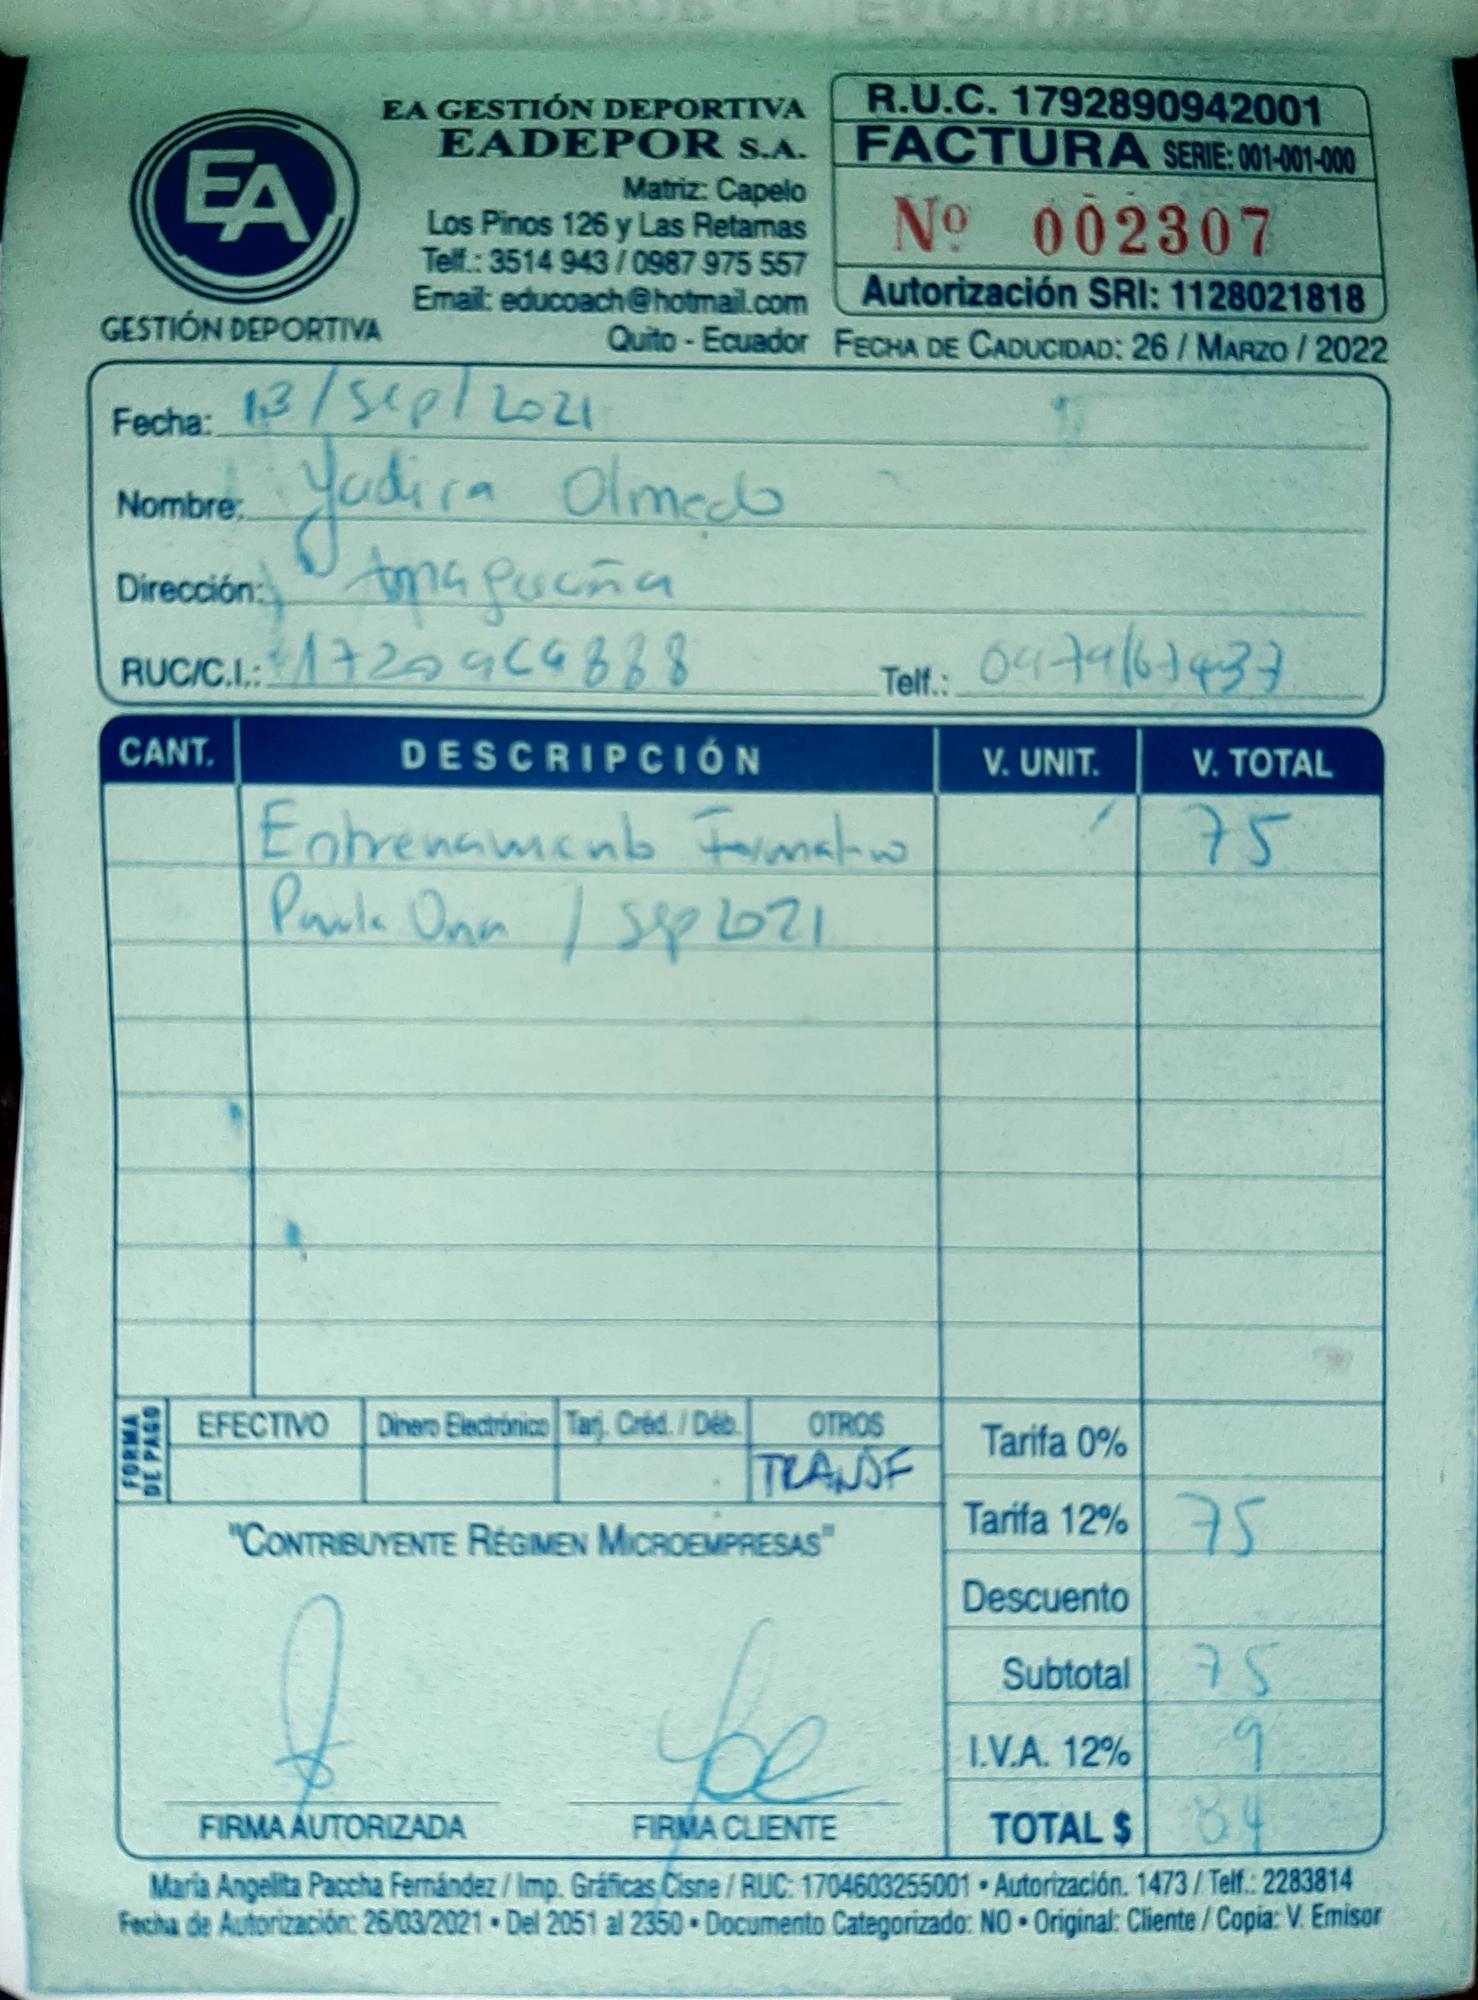 EA GESTIÓN DEPORTIVA
EADEPOR S.A.
Matriz: Capelo
Los Pinos 126 y Las Retamas
Telf.: 3514 943 / 0987 975 557
Email: educoach@hotmail.com
Quito - Ecuador
EA
GESTIÓN DEPORTIVA
R.U.C. 1792890942001
FACTURA SERIE: 001-001-000
Nº 002307
Autorización SRI: 1128021818
FECHA DE CADUCIDAD: 26 / MARZO / 2022
Fecha: 13/Sep/2021
Nombre: Yadira Olmedo
Dirección: Amaguaña
RUC/C.I.:
Telf.:
CANT. DESCRIPCIÓN V. UNIT. V. TOTAL
Entrenamiento Formativo 75
Paula Ona / Sep 2021
FORMA DE PAGO
EFECTIVO Dinero Electrónico Tarj. Créd. / Déb. OTROS
TRANSF
Tarifa 0%
Tarifa 12% 75
Descuento
Subtotal 75
I.V.A. 12% 9
TOTAL $ 84
"CONTRIBUYENTE RÉGIMEN MICROEMPRESAS"
FIRMA AUTORIZADA FIRMA CLIENTE
María Angelita Paccha Fernández / Imp. Gráficas Cisne / RUC: 1704603255001 • Autorización. 1473 / Telf.: 2283814
Fecha de Autorización: 26/03/2021 • Del 2051 al 2350 • Documento Categorizado: NO • Original: Cliente / Copia: V. Emisor